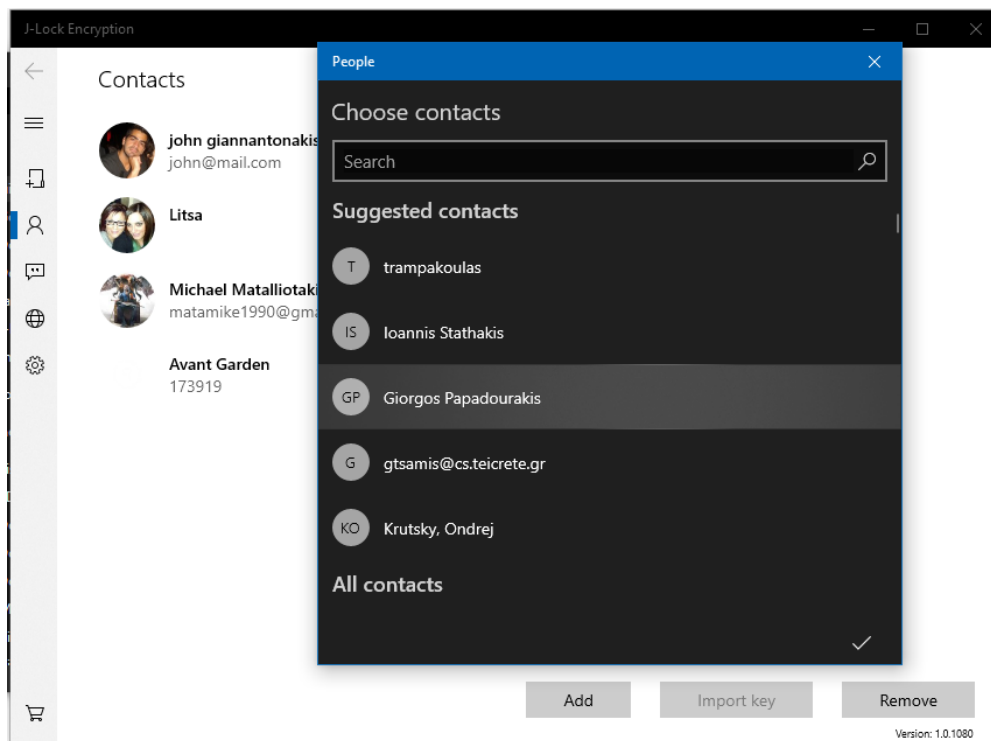 J-Lock Encryption
People
Contacts
Choose contacts
john giannantonakis
john@mail.com
Search
Litsa
Suggested contacts
T trampakoulas
Michael Matalliotaki
matamike1990@gma
IS Ioannis Stathakis
Avant Garden
173919
GP Giorgos Papadourakis
G gtsamis@cs.teicrete.gr
KO Krutsky, Ondrej
All contacts
Add Import key Remove
Version: 1.0.1080